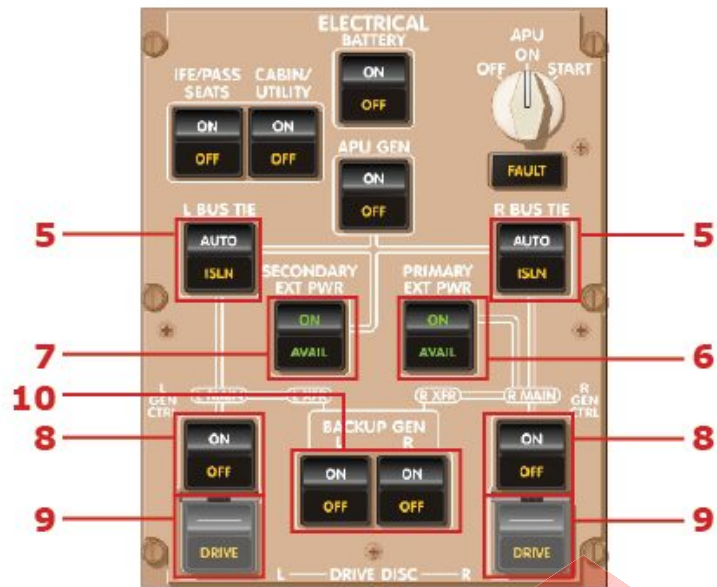 ELECTRICAL
BATTERY
ON
OFF
APU
ON
OFF START
FAULT
IFE/PASS SEATS
ON
OFF
CABIN/ UTILITY
ON
OFF
APU GEN
ON
OFF
5
L BUS TIE
AUTO
ISLN
R BUS TIE
AUTO
ISLN
5
SECONDARY
EXT PWR
ON
AVAIL
7
PRIMARY
EXT PWR
ON
AVAIL
6
10
L MAIN L XFR R XFR R MAIN
L
GEN
CTRL
8
ON
OFF
BACKUP GEN
L R
ON ON
OFF OFF
R
GEN
CTRL
ON
OFF
8
9
DRIVE
DRIVE
9
L DRIVE DISC R